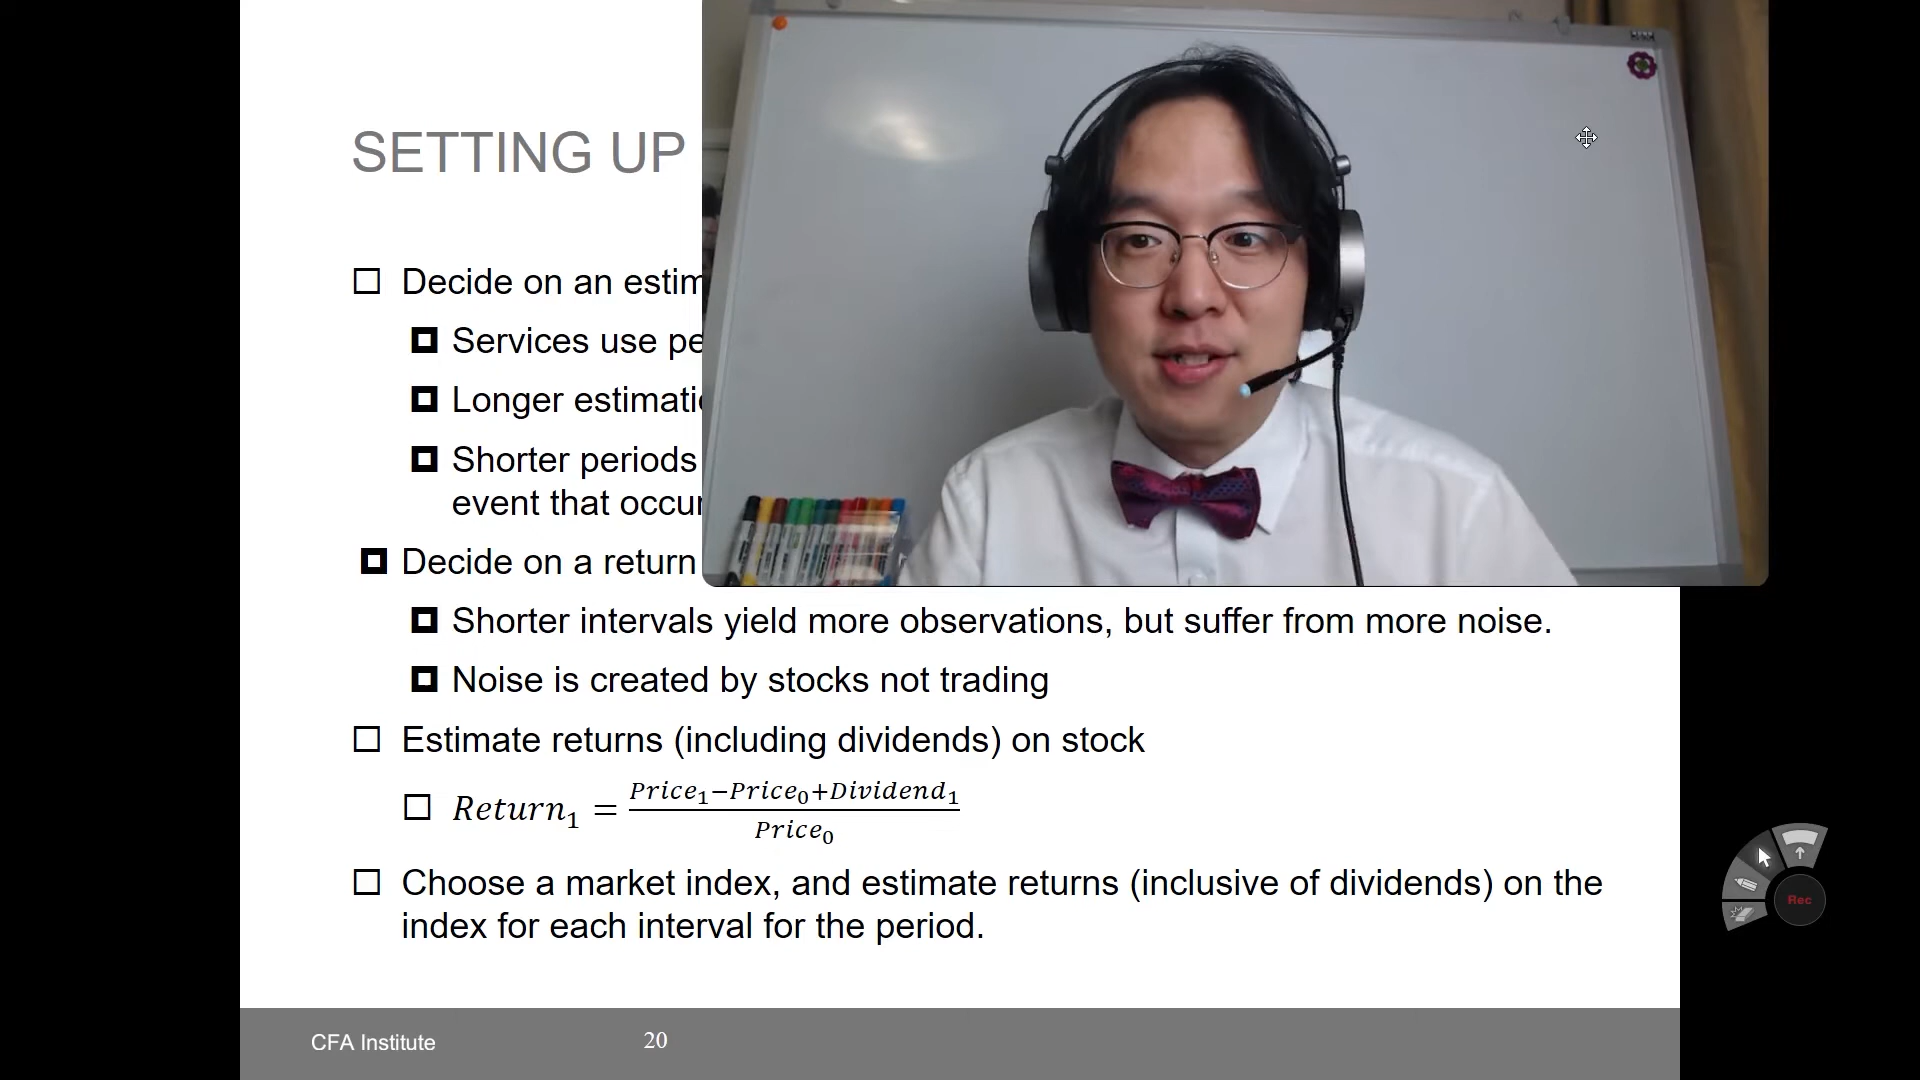 SETTING UP
Decide on an estim
Services use pe
Longer estimati
Shorter periods
event that occur
Decide on a return
Shorter intervals yield more observations, but suffer from more noise.
Noise is created by stocks not trading
Estimate returns (including dividends) on stock
Return₁ = (Price₁−Price₀+Dividend₁) / Price₀
Choose a market index, and estimate returns (inclusive of dividends) on the
index for each interval for the period.
CFA Institute 20
Rec